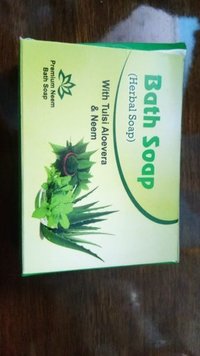 Bath Soap
(Herbal Soap)
With Tulsi Aloevera
& Neem
Premium Neem
Bath Soap